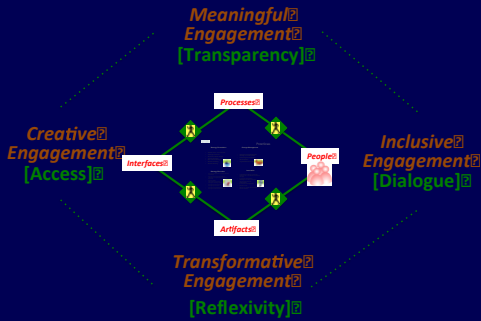 Meaningful
Engagement
[Transparency]
Processes
Creative
Engagement
[Access]
Interfaces
People
Inclusive
Engagement
[Dialogue]
Artifacts
Transformative
Engagement
[Reflexivity]